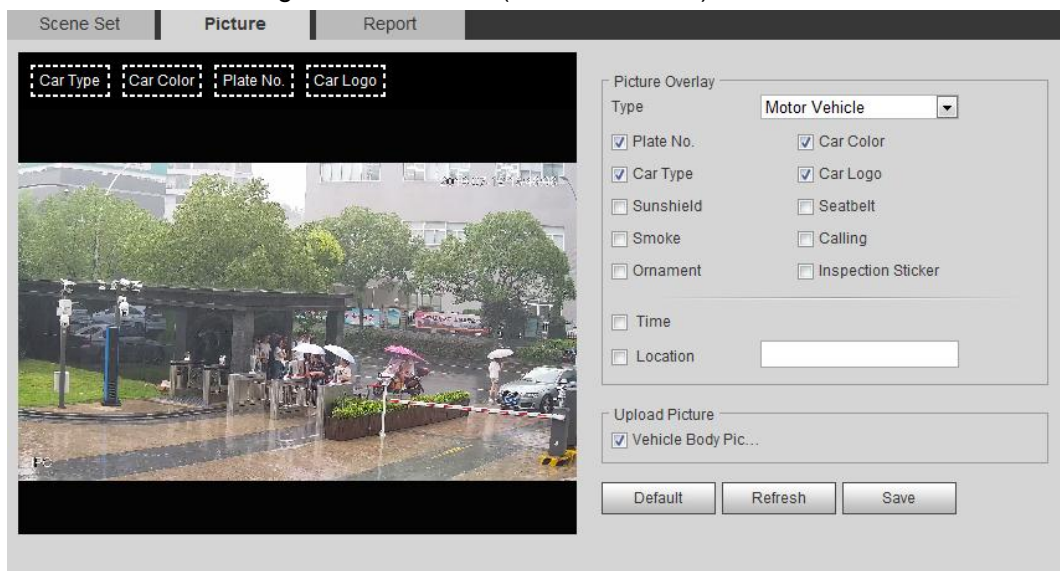 Scene Set Picture Report
Car Type Car Color Plate No. Car Logo
Picture Overlay
Type Motor Vehicle
Plate No. Car Color
Car Type Car Logo
Sunshield Seatbelt
Smoke Calling
Ornament Inspection Sticker
Time
Location
Upload Picture
Vehicle Body Pic...
Default Refresh Save